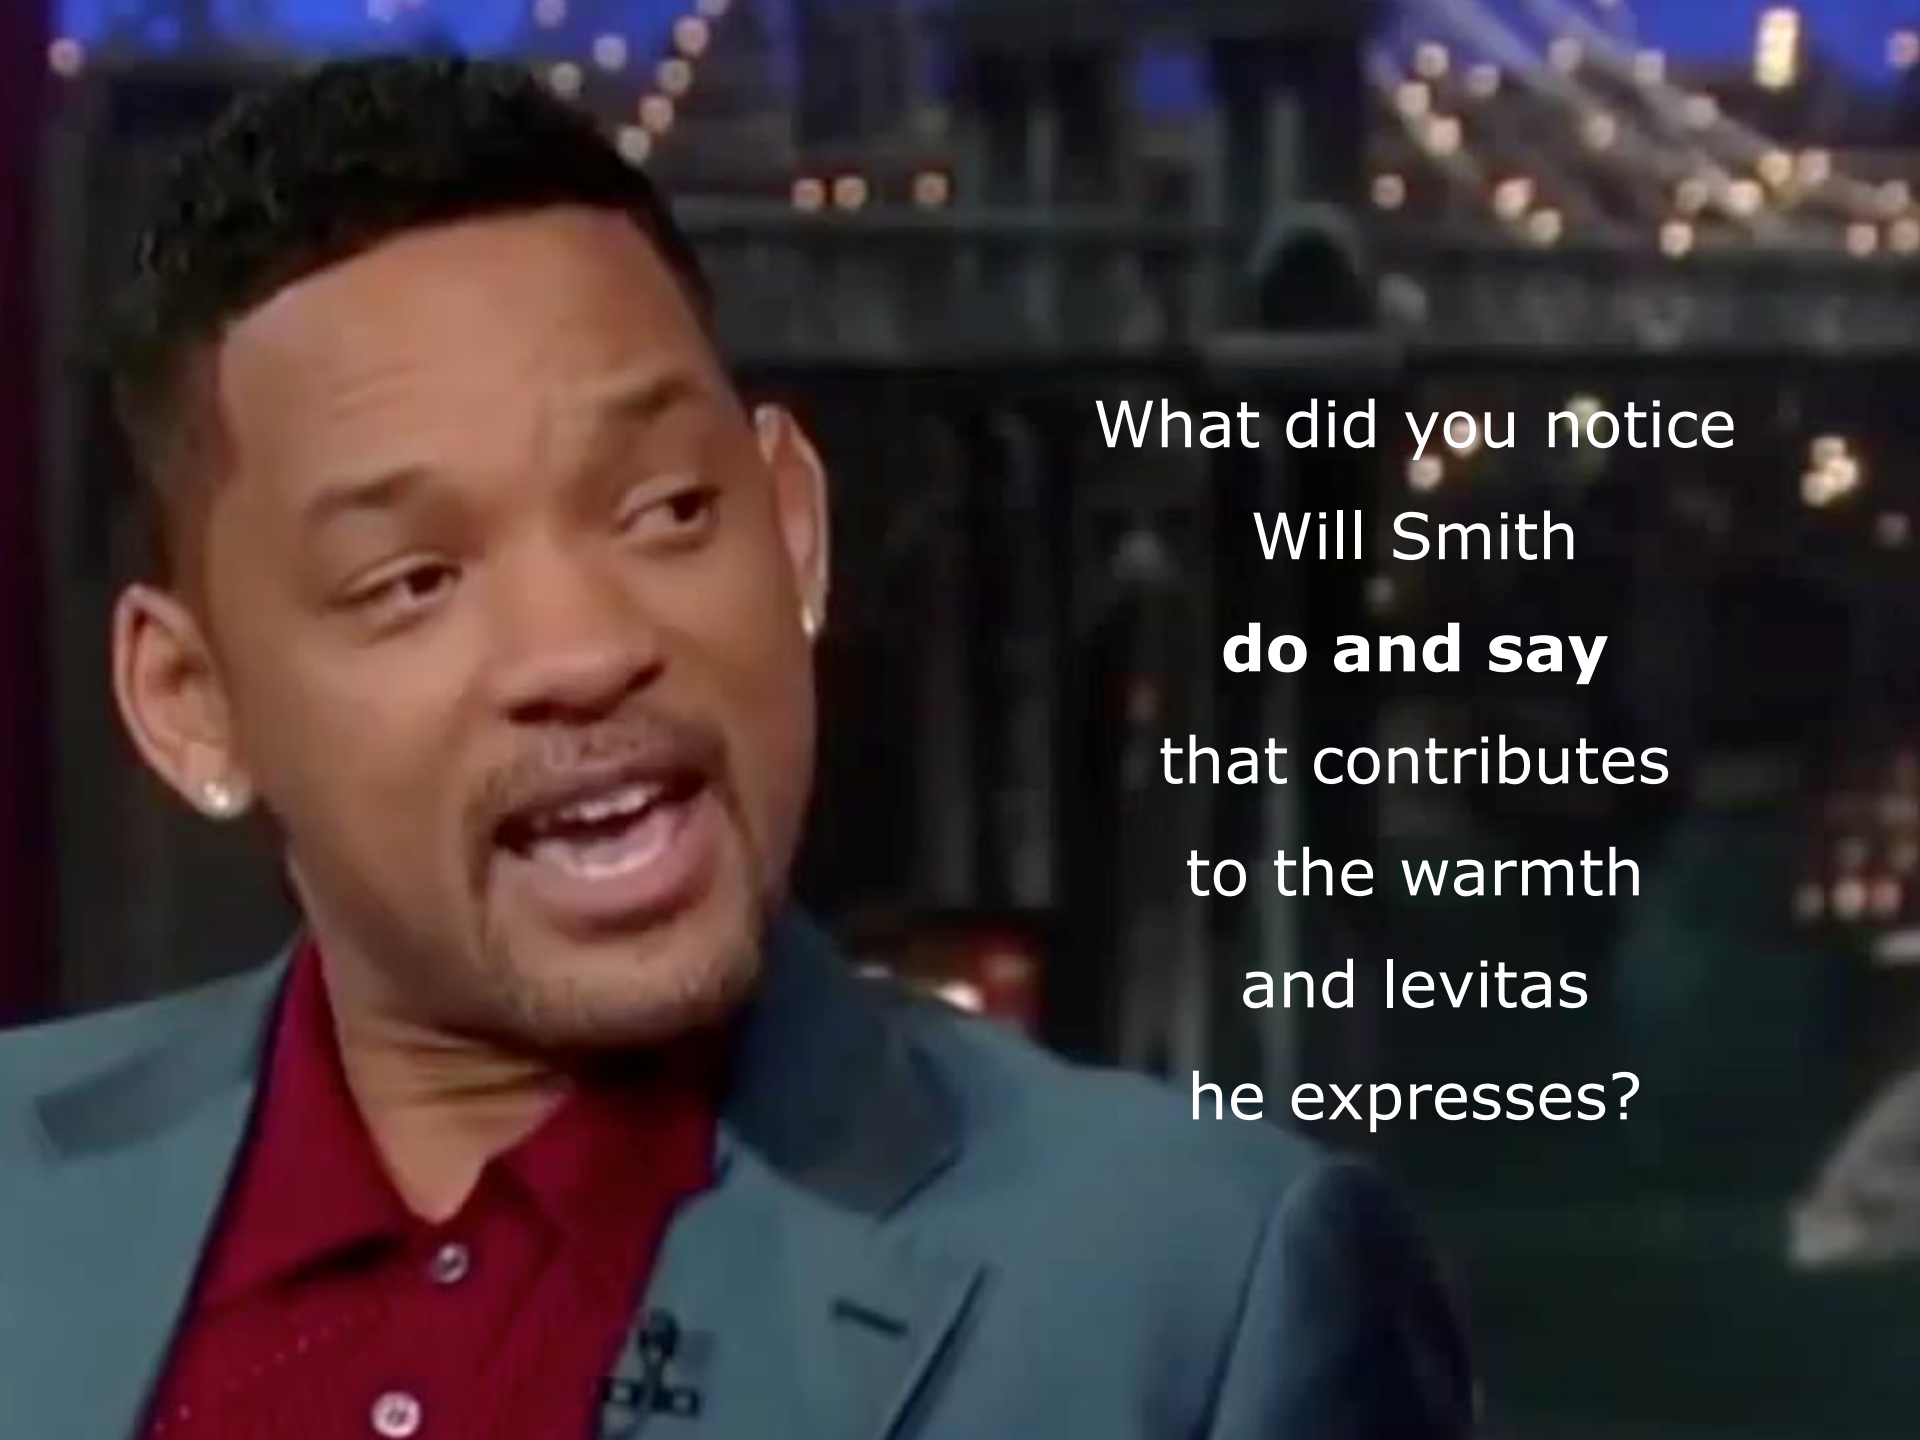 What did you notice
Will Smith
do and say
that contributes
to the warmth
and levitas
he expresses?